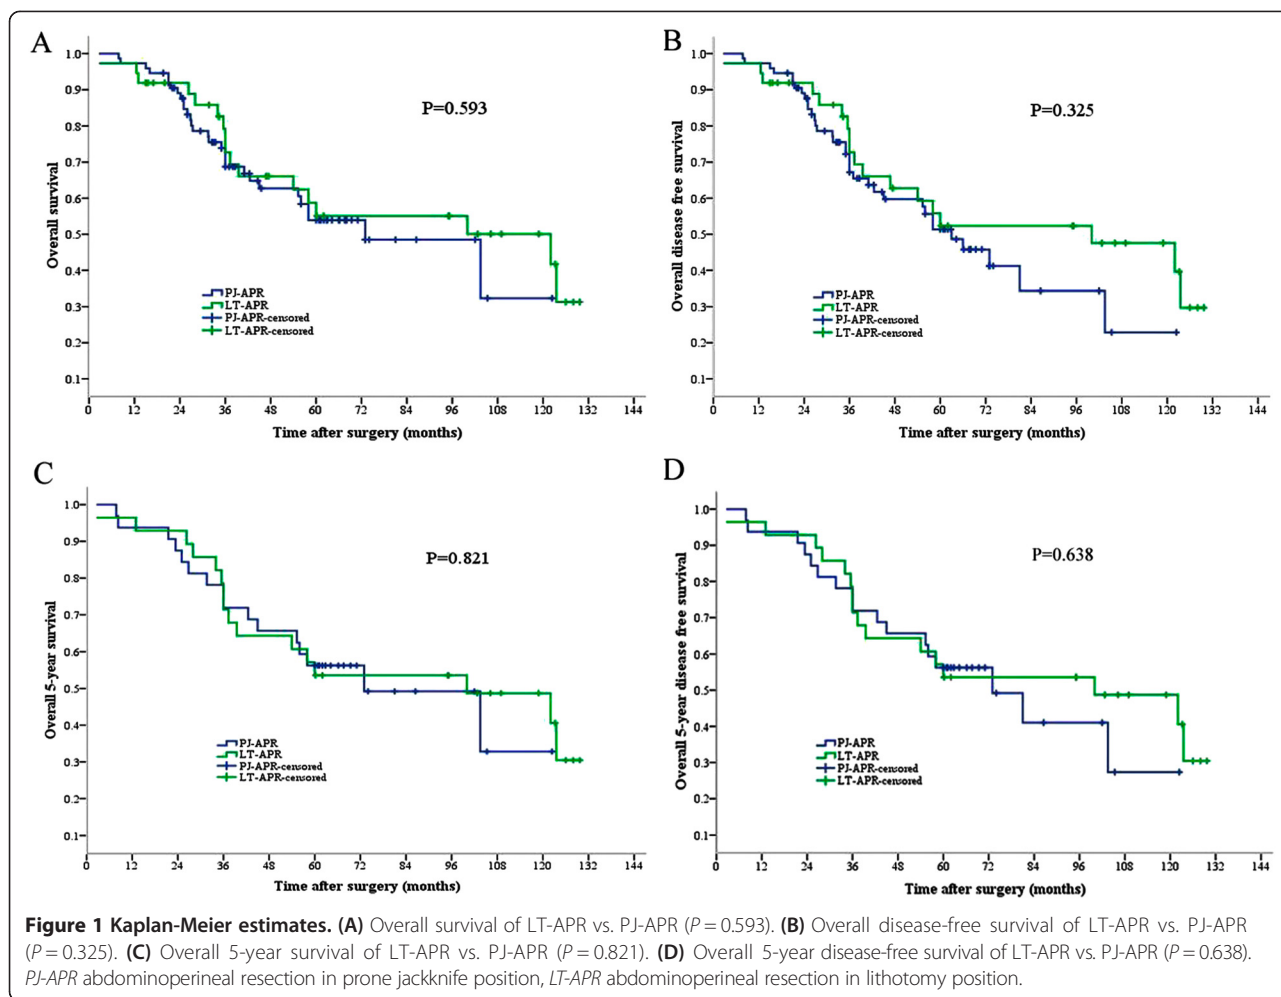 A
1.0
0.9
0.8
0.7
0.6
0.5
0.4
0.3
0.2
0.1
Overall survival
P=0.593
PJ-APR
LT-APR
PJ-APR-censored
LT-APR-censored
0 12 24 36 48 60 72 84 96 108 120 132 144
Time after surgery (months)
B
1.0
0.9
0.8
0.7
0.6
0.5
0.4
0.3
0.2
0.1
Overall disease free survival
P=0.325
PJ-APR
LT-APR
PJ-APR-censored
LT-APR-censored
0 12 24 36 48 60 72 84 96 108 120 132 144
Time after surgery (months)
C
1.0
0.9
0.8
0.7
0.6
0.5
0.4
0.3
0.2
0.1
Overall 5-year survival
P=0.821
PJ-APR
LT-APR
PJ-APR-censored
LT-APR-censored
0 12 24 36 48 60 72 84 96 108 120 132 144
Time after surgery (months)
D
1.0
0.9
0.8
0.7
0.6
0.5
0.4
0.3
0.2
0.1
Overall 5-year disease free survival
P=0.638
PJ-APR
LT-APR
PJ-APR-censored
LT-APR-censored
0 12 24 36 48 60 72 84 96 108 120 132 144
Time after surgery (months)
Figure 1 Kaplan-Meier estimates. (A) Overall survival of LT-APR vs. PJ-APR (P = 0.593). (B) Overall disease-free survival of LT-APR vs. PJ-APR
(P = 0.325). (C) Overall 5-year survival of LT-APR vs. PJ-APR (P = 0.821). (D) Overall 5-year disease-free survival of LT-APR vs. PJ-APR (P = 0.638).
PJ-APR abdominoperineal resection in prone jackknife position, LT-APR abdominoperineal resection in lithotomy position.